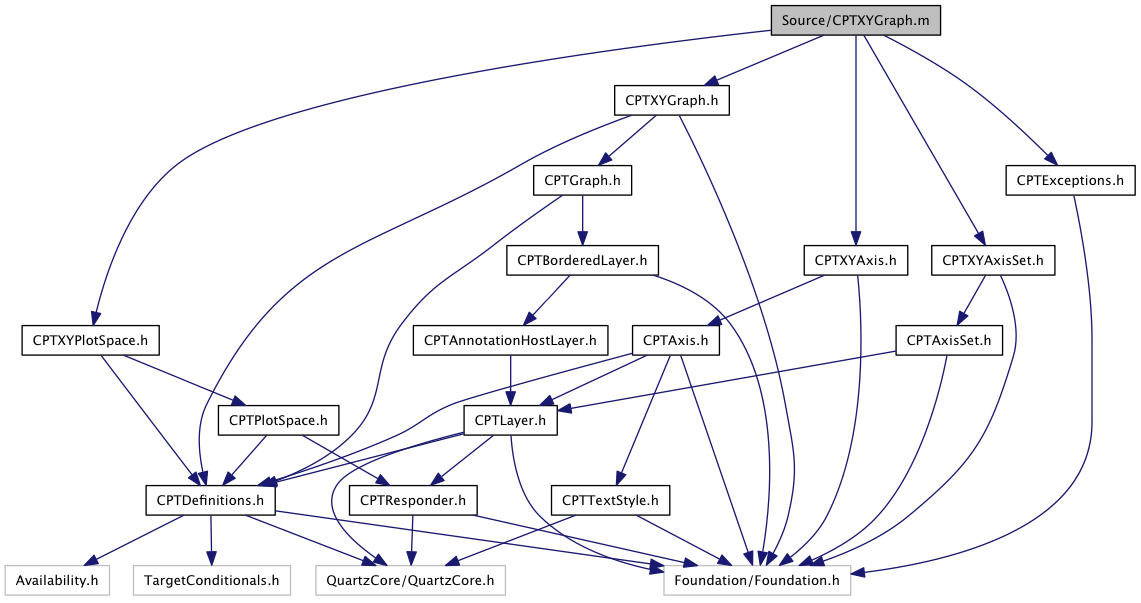 Source/CPTXYGraph.m
CPTXYGraph.h
CPTGraph.h
CPTExceptions.h
CPTBorderedLayer.h
CPTXYAxis.h
CPTXYAxisSet.h
CPTXYPlotSpace.h
CPTAnnotationHostLayer.h
CPTAxis.h
CPTAxisSet.h
CPTPlotSpace.h
CPTLayer.h
CPTDefinitions.h
CPTResponder.h
CPTTextStyle.h
Availability.h
TargetConditionals.h
QuartzCore/QuartzCore.h
Foundation/Foundation.h